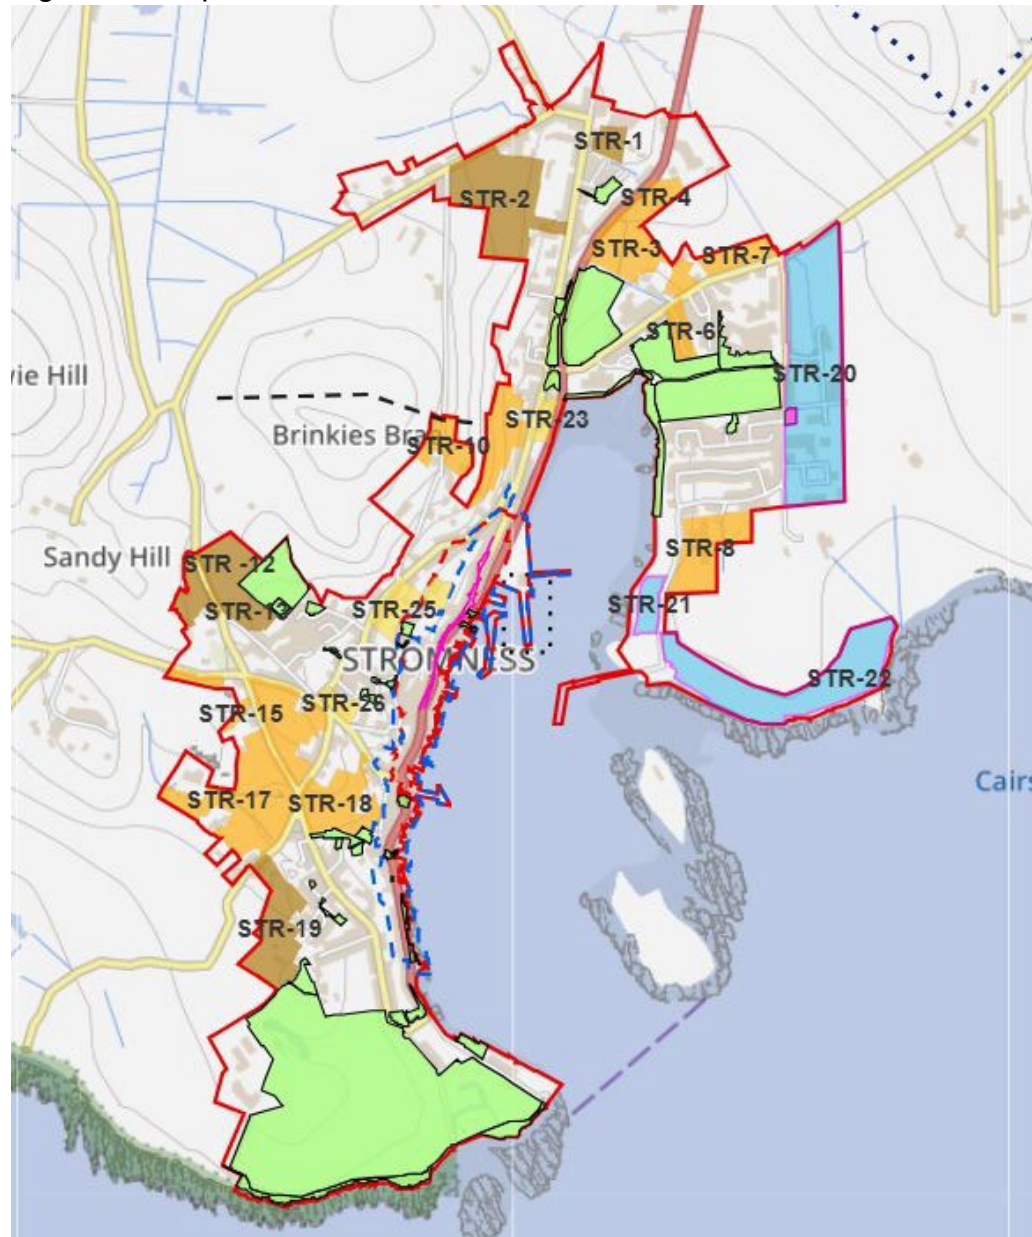 STR-1
STR-2
STR-4
STR-3
STR-7
STR-6
vie Hill
STR-20
STR-23
Brinkies Brae
STR-10
Sandy Hill
STR-12
STR-8
STR-13
STR-25
STR-21
STROMNESS
STR-22
STR-26
STR-15
Cairs
STR-17
STR-18
STR-19